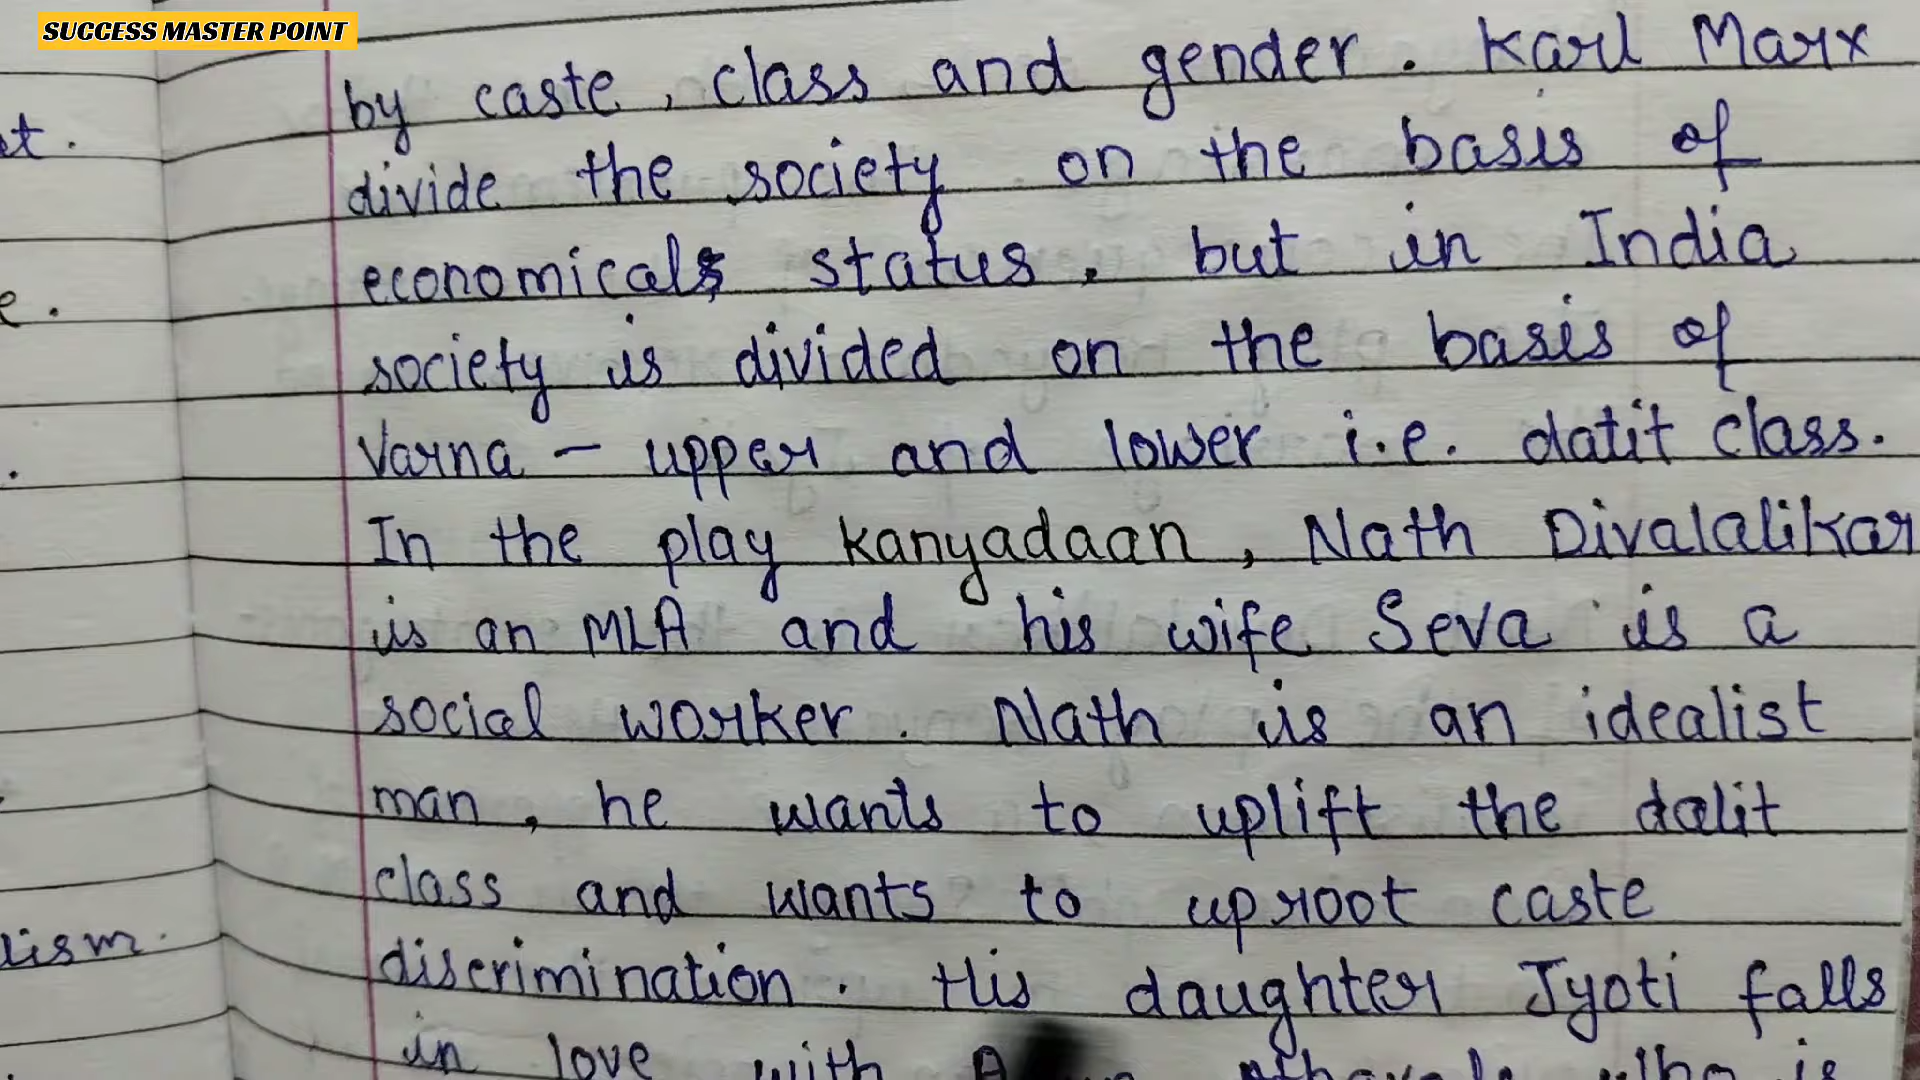 SUCCESS MASTER POINT
by caste, class and gender. Karl Marx
divide the society on the basis of
economical status, but in India
society is divided on the basis of
Varna - upper and lower i.e. datit class.
In the play Kanyadaan, Nath Divalalikar
is an MLA and his wife Seva is a
social worker. Nath is an idealist
man, he wants to uplift the dalit
class and wants to uproot caste
discrimination. His daughter Jyoti falls
in love with